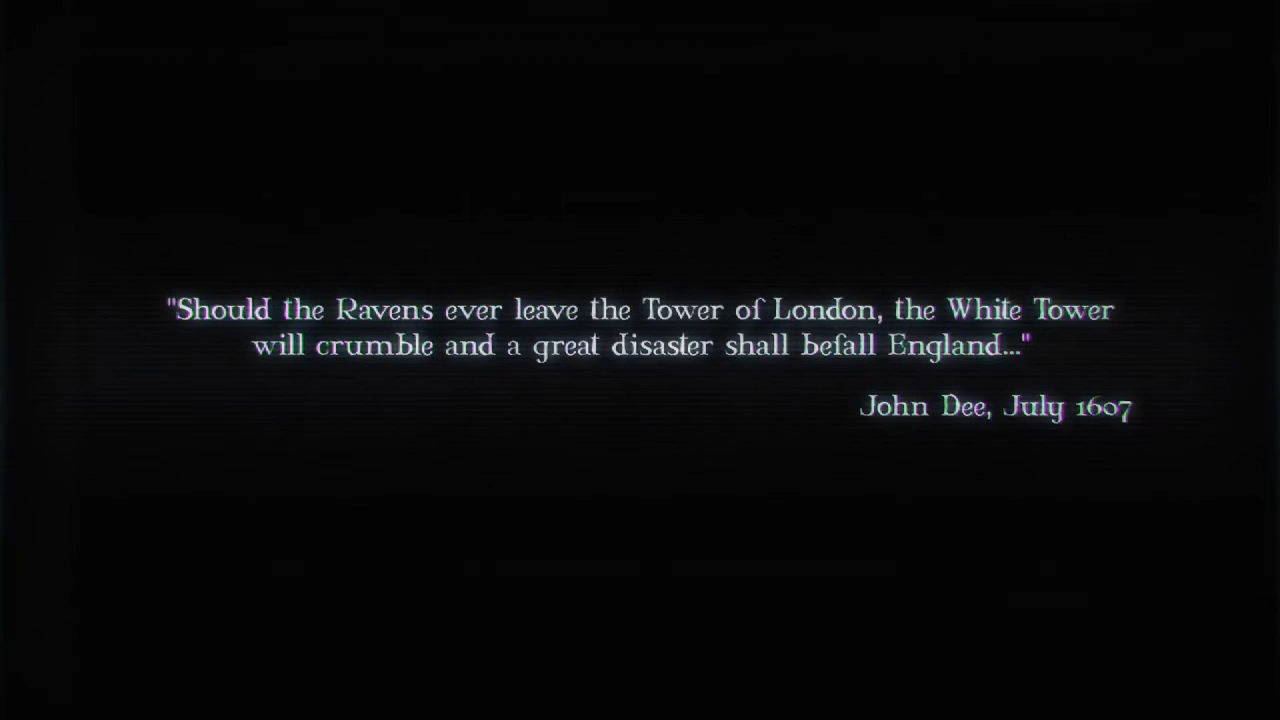 "Should the Ravens ever leave the Tower of London, the White Tower
will crumble and a great disaster shall befall England..."
John Dee, July 1607